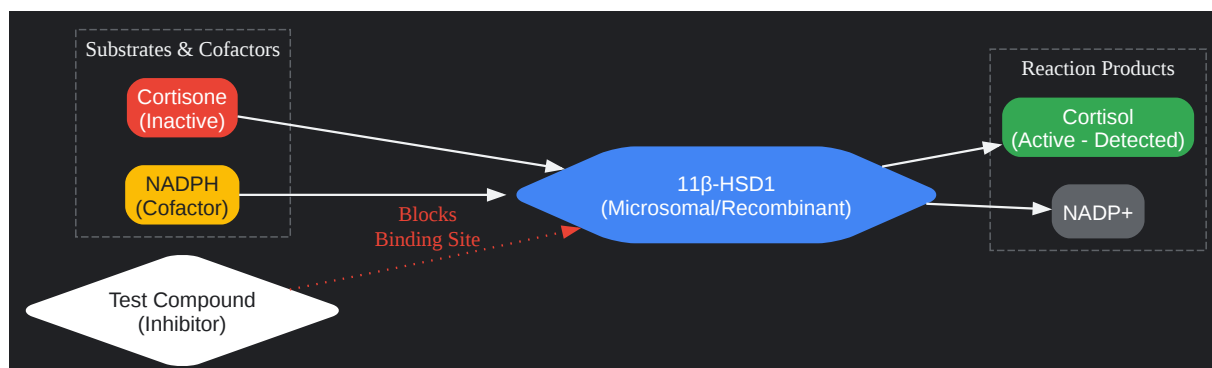 Substrates & Cofactors
Cortisone
(Inactive)
NADPH
(Cofactor)
Test Compound
(Inhibitor)
Blocks
Binding Site
11β-HSD1
(Microsomal/Recombinant)
Reaction Products
Cortisol
(Active - Detected)
NADP+